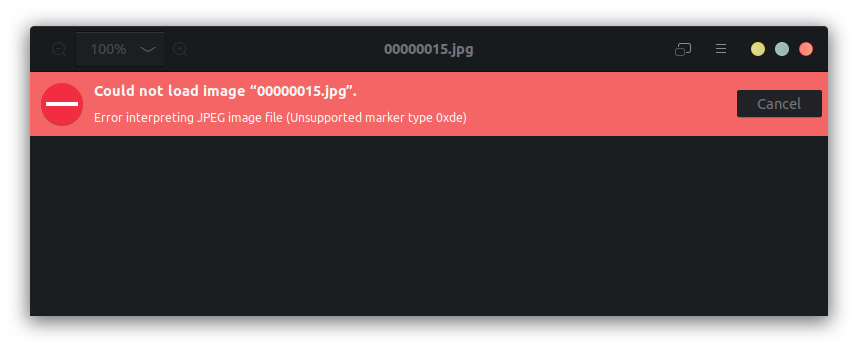 100%
00000015.jpg
Could not load image “00000015.jpg”.
Error interpreting JPEG image file (Unsupported marker type 0xde)
Cancel